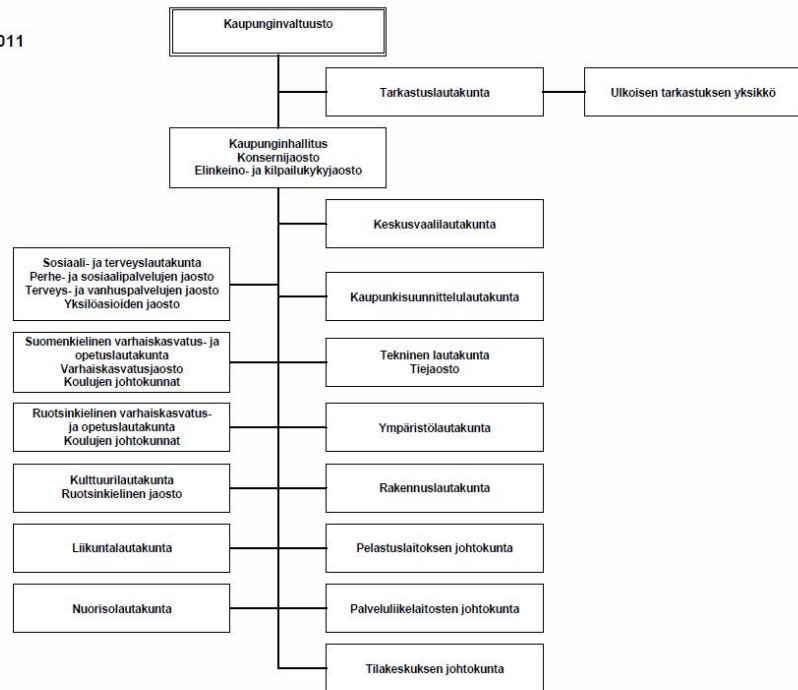 Kaupunginvaltuusto
011
Tarkastuslautakunta
Ulkoisen tarkastuksen yksikkö
Kaupunginhallitus
Konsernijaosto
Elinkeino- ja kilpailukykyjaosto
Keskusvaalilautakunta
Sosiaali- ja terveyslautakunta
Perhe- ja sosiaalipalvelujen jaosto
Terveys- ja vanhuspalvelujen jaosto
Yksilöasioiden jaosto
Kaupunkisuunnittelulautakunta
Suomenkielinen varhaiskasvatus- ja
opetuslautakunta
Varhaiskasvatusjaosto
Koulujen johtokunnat
Tekninen lautakunta
Tiejaosto
Ruotsinkielinen varhaiskasvatus-
ja opetuslautakunta
Koulujen johtokunnat
Ympäristölautakunta
Kulttuurilautakunta
Ruotsinkielinen jaosto
Rakennuslautakunta
Liikuntalautakunta
Pelastuslaitoksen johtokunta
Nuorisolautakunta
Palveluliikelaitosten johtokunta
Tilakeskuksen johtokunta